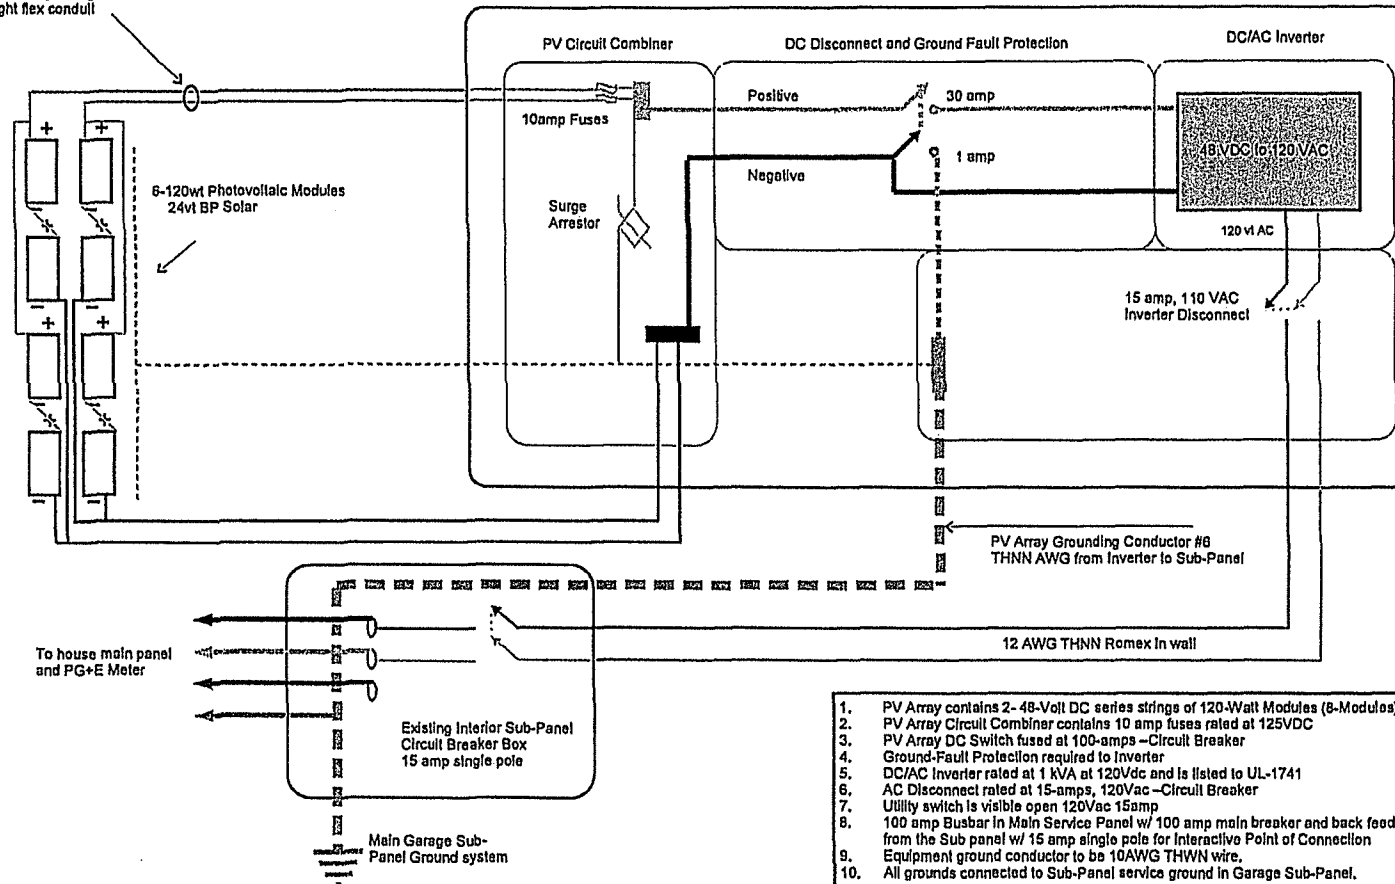 ght flex conduit
PV Circuit Combiner
DC Disconnect and Ground Fault Protection
DC/AC Inverter
Positive
30 amp
10amp Fuses
48 VDC to 120 VAC
1 amp
Negative
6-120wt Photovoltaic Modules
24vt BP Solar
Surge
Arrestor
120 vt AC
15 amp, 110 VAC
Inverter Disconnect
+
+
+
+
PV Array Grounding Conductor #6
THNN AWG from Inverter to Sub-Panel
To house main panel
and PG+E Meter
12 AWG THNN Romex in wall
Existing Interior Sub-Panel
Circuit Breaker Box
15 amp single pole
Main Garage Sub-
Panel Ground system
1. PV Array contains 2- 48-Volt DC series strings of 120-Watt Modules (8-Modules)
2. PV Array Circuit Combiner contains 10 amp fuses rated at 125VDC
3. PV Array DC Switch fused at 100-amps –Circuit Breaker
4. Ground-Fault Protection required to Inverter
5. DC/AC Inverter rated at 1 kVA at 120Vdc and is listed to UL-1741
6. AC Disconnect rated at 15-amps, 120Vac –Circuit Breaker
7. Utility switch is visible open 120Vac 15amp
8. 100 amp Busbar in Main Service Panel w/ 100 amp main breaker and back feed
from the Sub panel w/ 15 amp single pole for Interactive Point of Connection
9. Equipment ground conductor to be 10AWG THWN wire.
10. All grounds connected to Sub-Panel service ground in Garage Sub-Panel.